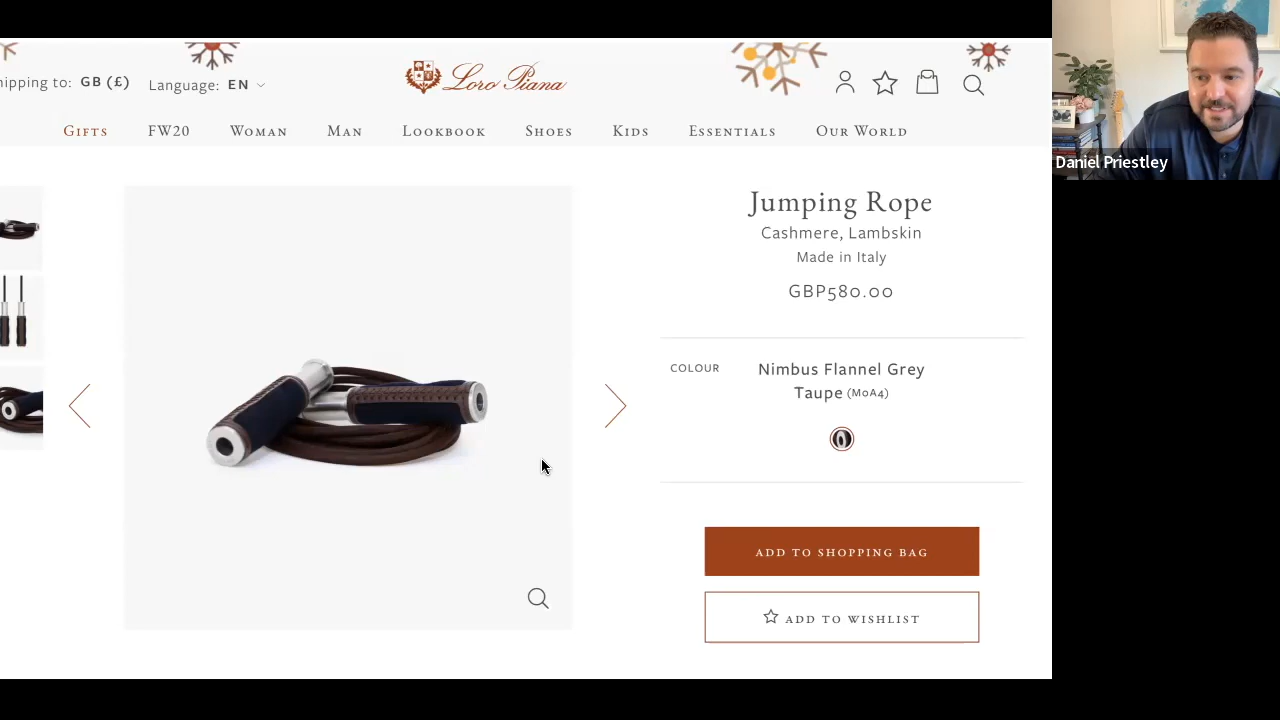 hipping to: GB (£)
Language: EN
Loro Piana
Gifts FW20 Woman Man Lookbook Shoes Kids Essentials Our World
Jumping Rope
Cashmere, Lambskin
Made in Italy
GBP580.00
COLOUR
Nimbus Flannel Grey
Taupe (M0A4)
ADD TO SHOPPING BAG
ADD TO WISHLIST
Daniel Priestley